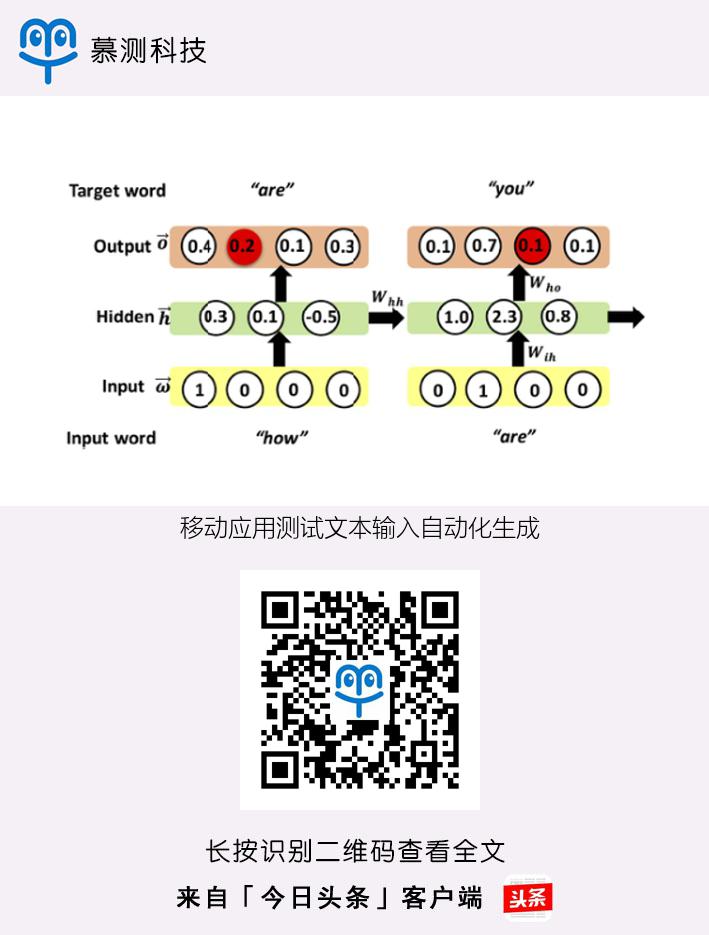 慕测科技
Target word “are” “you”
Output o 0.4 0.2 0.1 0.3 0.1 0.7 0.1 0.1
W_ho
W_hh
Hidden h 0.3 0.1 -0.5 1.0 2.3 0.8
W_ih
Input ω 1 0 0 0 0 1 0 0
Input word “how” “are”
移动应用测试文本输入自动化生成
长按识别二维码查看全文
来自「今日头条」客户端 头条